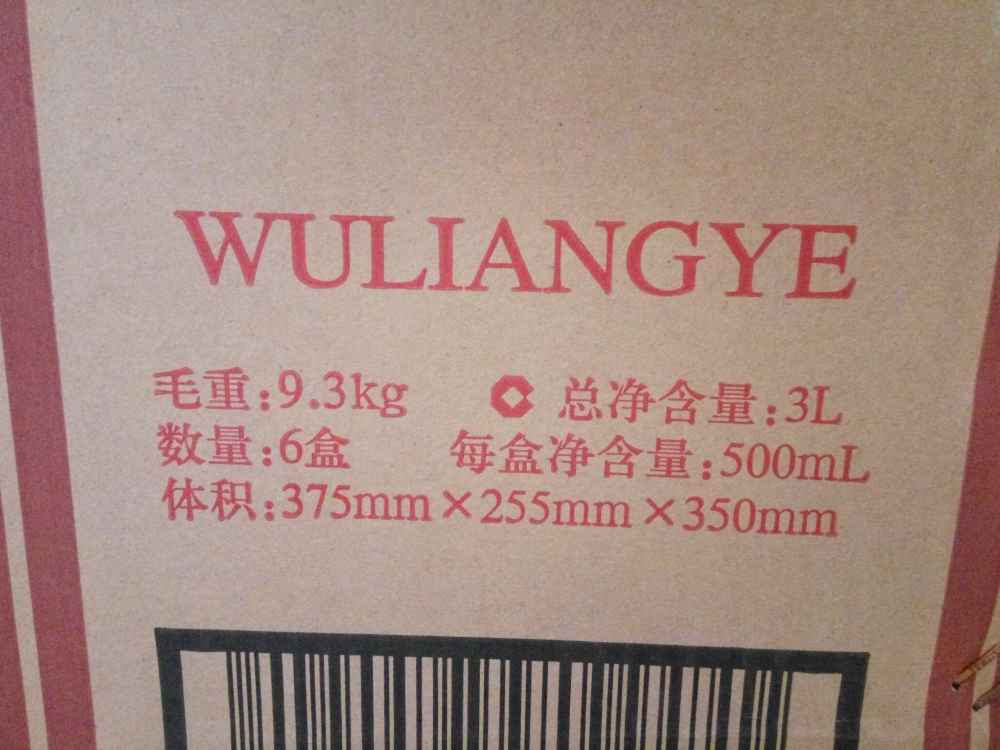 WULIANGYE
毛重:9.3kg 总净含量:3L
数量:6盒 每盒净含量:500mL
体积:375mm×255mm×350mm